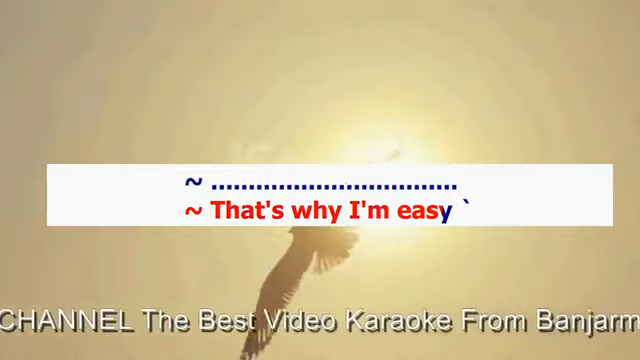 ~ .................................
~ That's why I'm easy `
CHANNEL The Best Video Karaoke From Banjarm